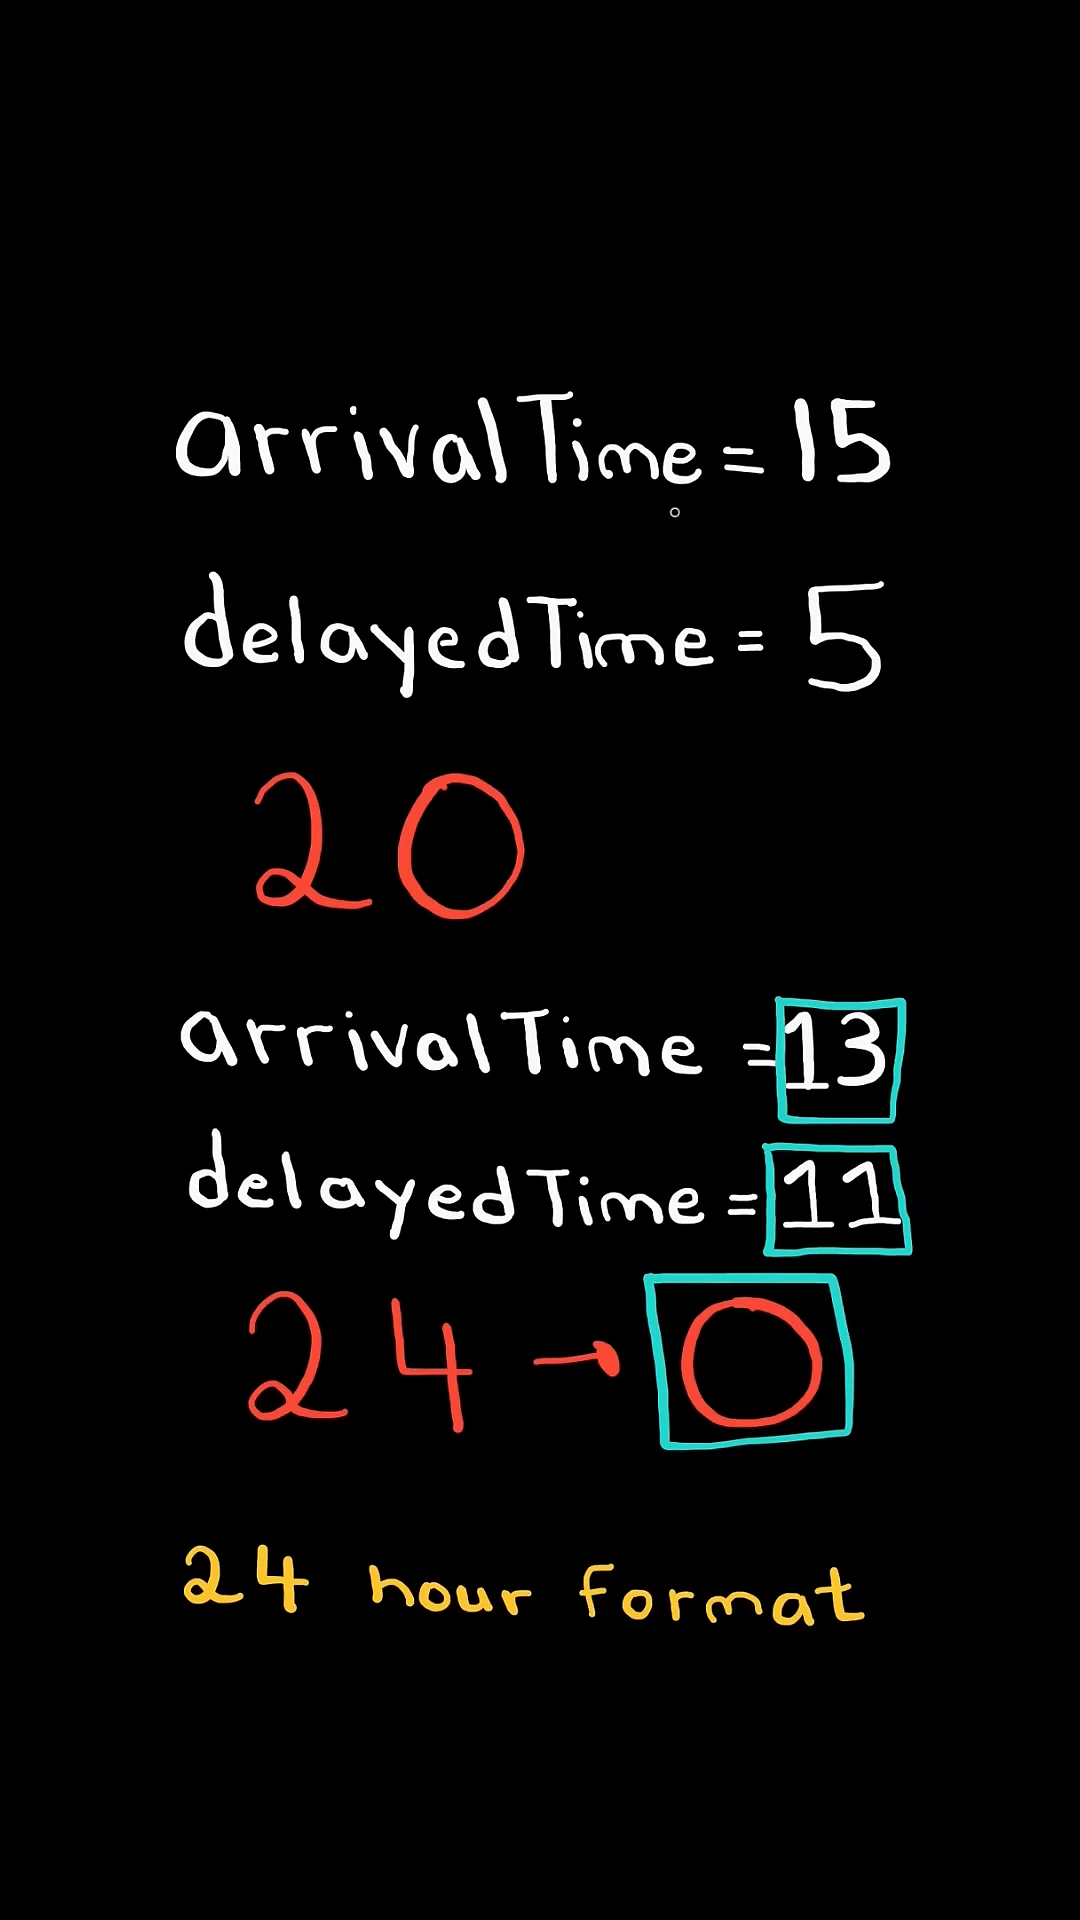 arrivalTime = 15
delayedTime = 5
20
arrivalTime = 13
delayedTime = 11
24 → 0
24 hour format